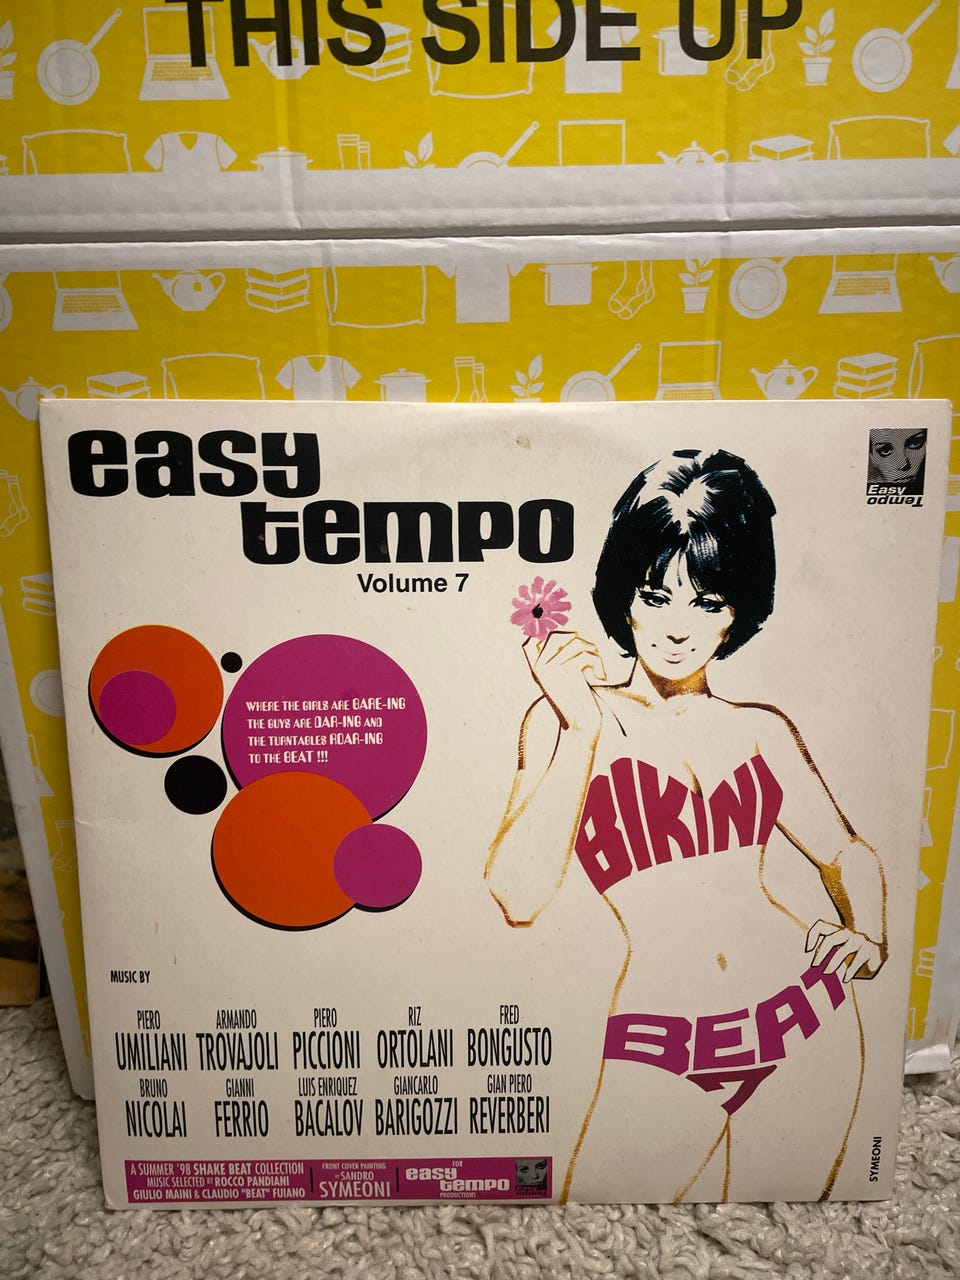 THIS SIDE UP
easy
tempo
Volume 7
Easy
Tempo
WHERE THE GIRLS ARE BARE-ING
THE GUYS ARE DAR-ING AND
THE TURNTABLES ROAR-ING
TO THE BEAT !!!
BIKINI
BEAT
7
MUSIC BY
PIERO UMILIANI
ARMANDO TROVAJOLI
PIERO PICCIONI
RIZ ORTOLANI
FRED BONGUSTO
BRUNO NICOLAI
GIANNI FERRIO
LUIS ENRIQUEZ BACALOV
GIANCARLO BARIGOZZI
GIAN PIERO REVERBERI
A SUMMER '98 SHAKE BEAT COLLECTION
MUSIC SELECTED BY ROCCO PANDIANI
GIULIO MAINI & CLAUDIO "BEAT" FUIANO
FRONT COVER PAINTING
BY SANDRO
SYMEONI
FOR
easy
tempo
PRODUCTIONS
Easy
Tempo
SYMEONI